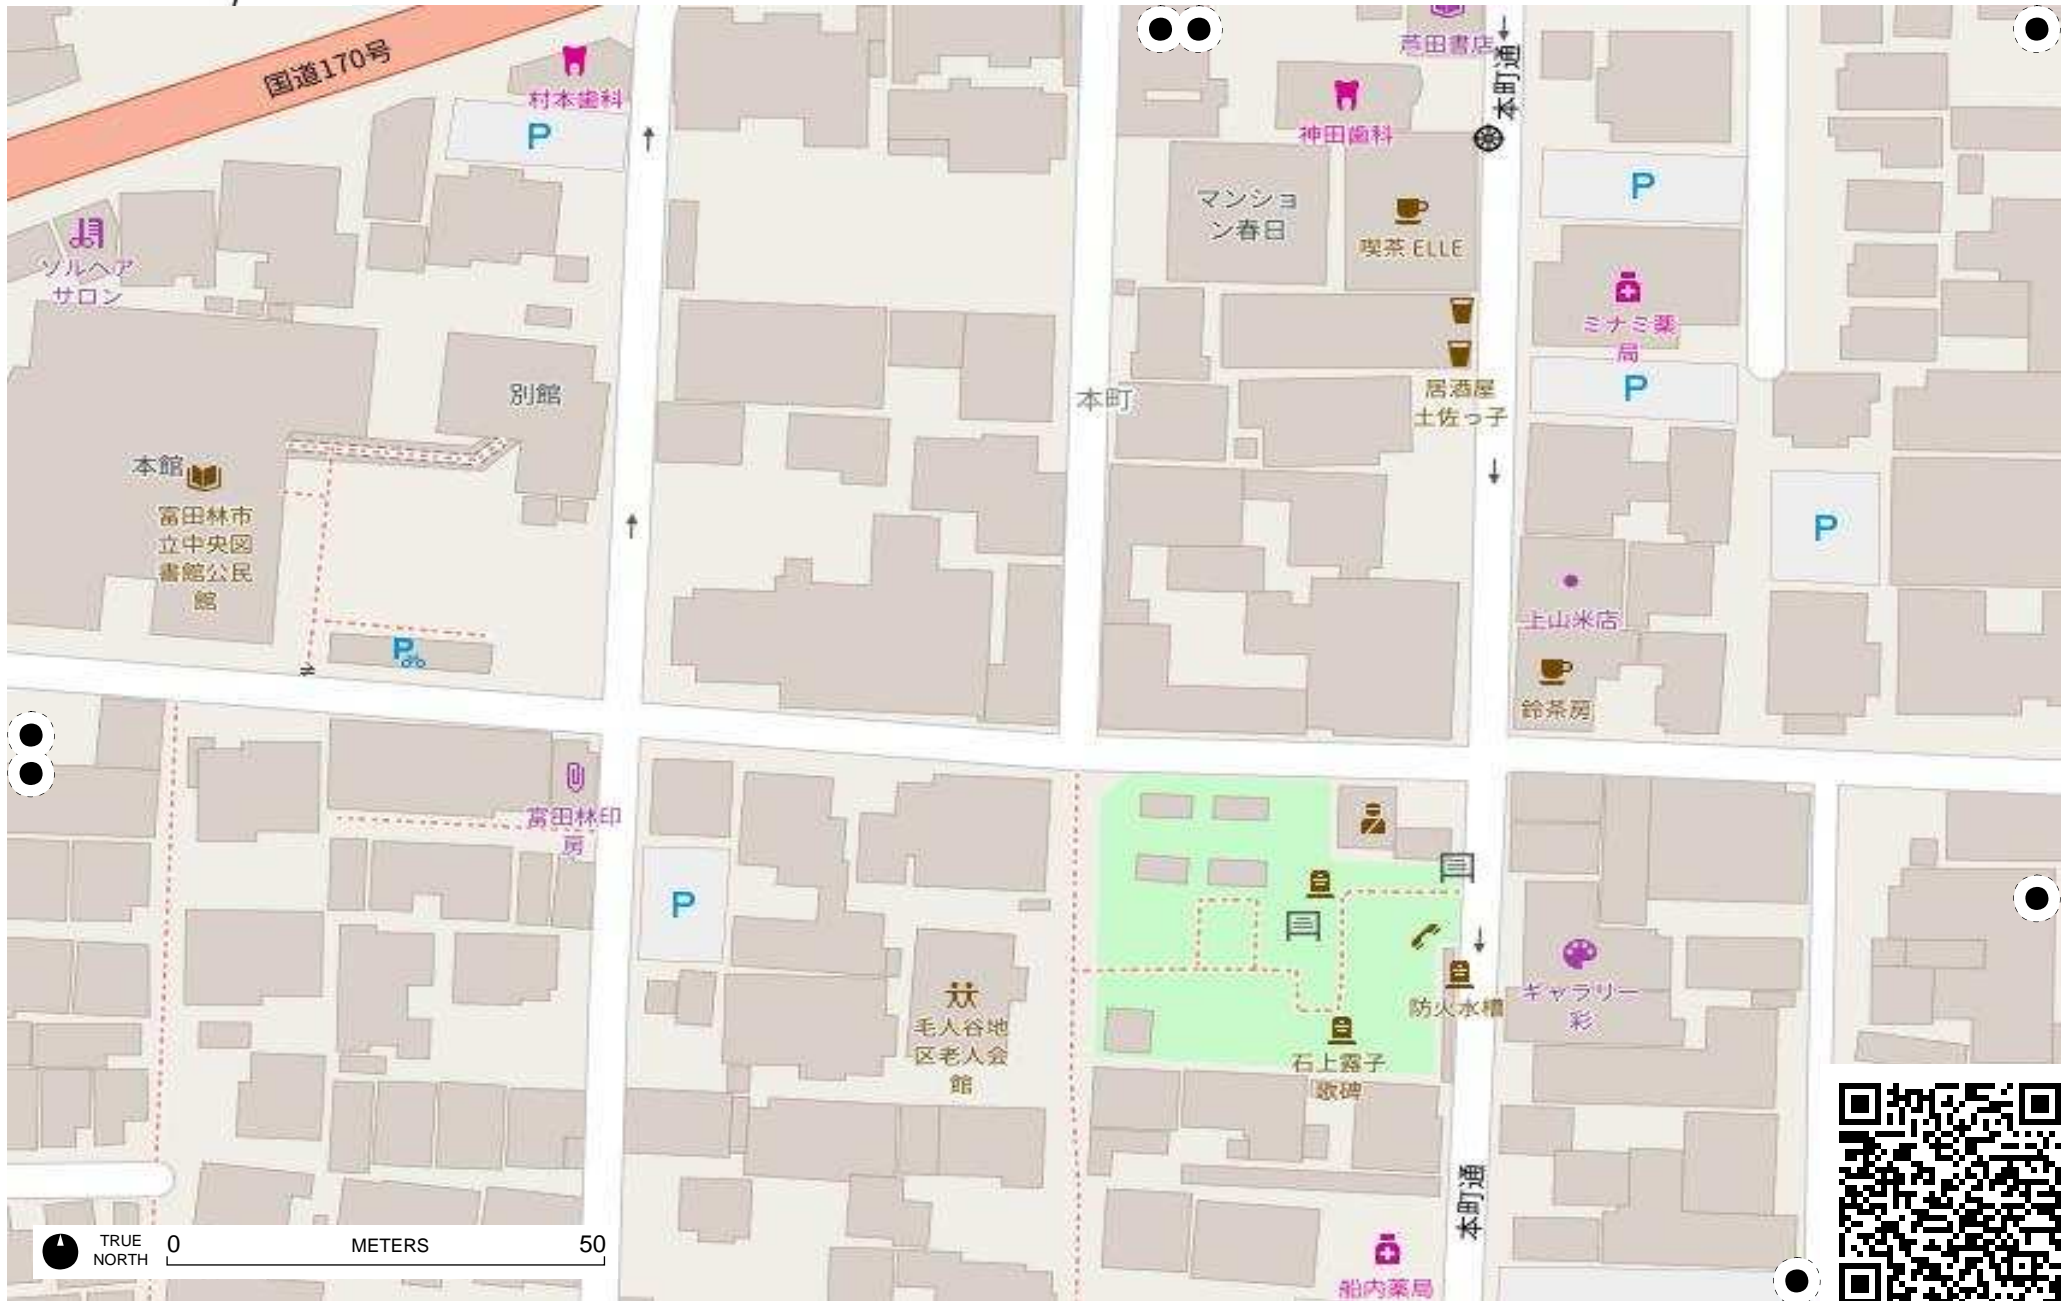 国道170号
村本歯科
P
芦田書店
本町通
神田歯科
マンショ
ン春日
喫茶 ELLE
P
ソルヘア
サロン
ミナミ薬
局
P
居酒屋
土佐っ子
本町
別館
本館
富田林市
立中央図
書館公民
館
P
P
上山米店
鈴茶房
富田林印
房
P
毛人谷地
区老人会
館
防火水槽
ギャラリー
彩
石上露子
歌碑
本町通
船内薬局
TRUE
NORTH
0 METERS 50